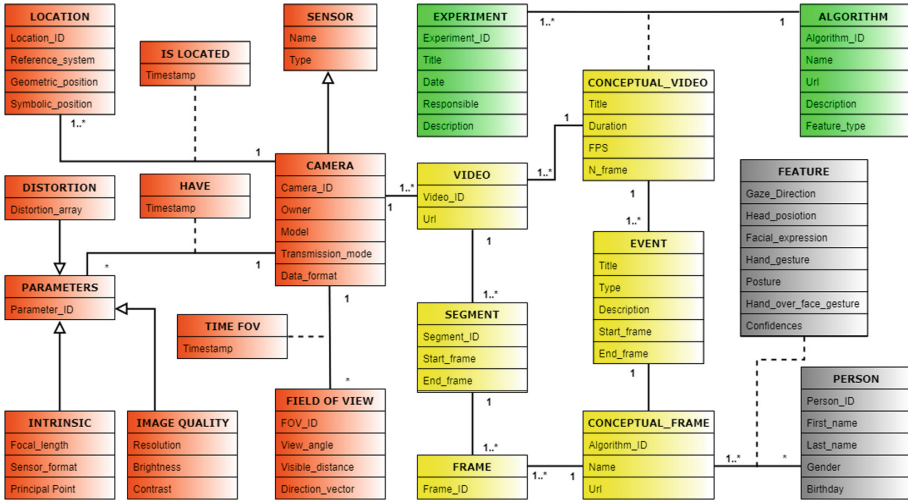 LOCATION
Location_ID
Reference_system
Geometric_position
Symbolic_position
IS LOCATED
Timestamp
SENSOR
Name
Type
EXPERIMENT
Experiment_ID
Title
Date
Responsible
Description
1..*
1
ALGORITHM
Algorithm_ID
Name
Url
Description
Feature_type
CONCEPTUAL_VIDEO
Title
Duration
FPS
N_frame
1..*
1
1
1..*
DISTORTION
Distortion_array
HAVE
Timestamp
CAMERA
Camera_ID
Owner
Model
Transmission_mode
Data_format
1..*
1
VIDEO
Video_ID
Url
FEATURE
Gaze_Direction
Head_posiotion
Facial_expression
Hand_gesture
Posture
Hand_over_face_gesture
Confidences
1
1..*
EVENT
Title
Type
Description
Start_frame
End_frame
*
1
PARAMETERS
Parameter_ID
1
1..*
1
TIME FOV
Timestamp
*
SEGMENT
Segment_ID
Start_frame
End_frame
1
1
INTRINSIC
Focal_length
Sensor_format
Principal Point
IMAGE QUALITY
Resolution
Brightness
Contrast
FIELD OF VIEW
FOV_ID
View_angle
Visible_distance
Direction_vector
1
1..*
FRAME
Frame_ID
1..*
1
CONCEPTUAL_FRAME
Algorithm_ID
Name
Url
1..*
*
PERSON
Person_ID
First_name
Last_name
Gender
Birthday